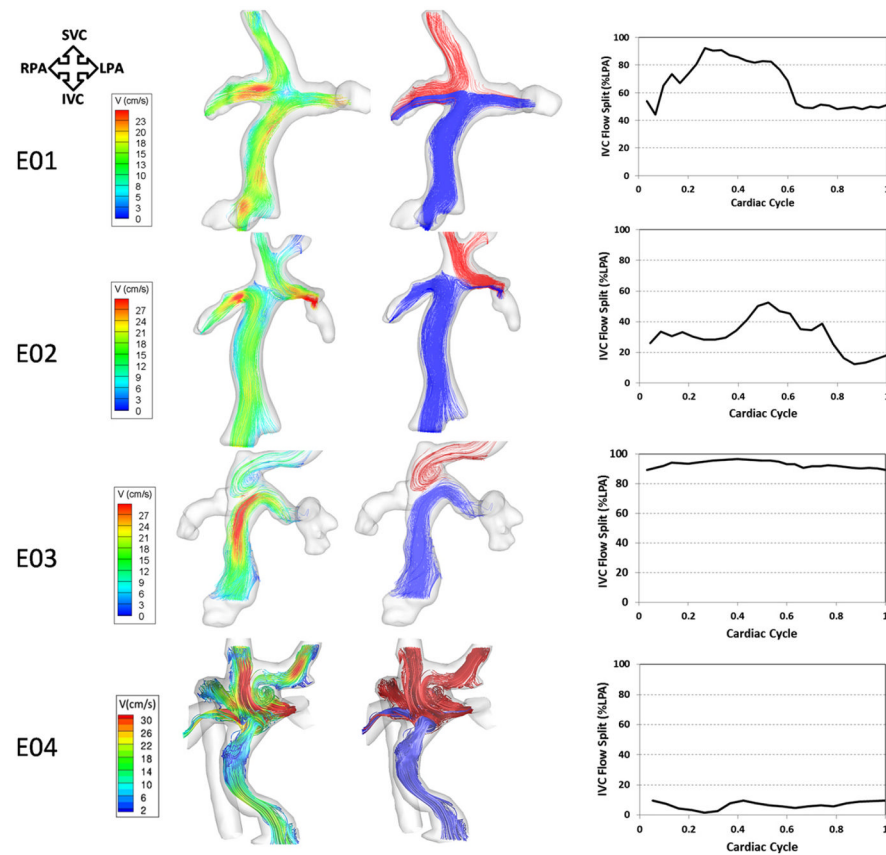 SVC
RPA LPA
IVC
V (cm/s)
23
20
18
15
13
10
8
5
3
0
E01
IVC Flow Split (%LPA)
100
80
60
40
20
0
0 0.2 0.4 0.6 0.8 1
Cardiac Cycle
V (cm/s)
27
24
21
18
15
12
9
6
3
0
E02
IVC Flow Split (%LPA)
100
80
60
40
20
0
0 0.2 0.4 0.6 0.8 1
Cardiac Cycle
V (cm/s)
27
24
21
18
15
12
9
6
3
0
E03
IVC Flow Split (%LPA)
100
80
60
40
20
0
0 0.2 0.4 0.6 0.8 1
Cardiac Cycle
V(cm/s)
30
26
22
18
14
10
6
2
E04
IVC Flow Split (%LPA)
100
80
60
40
20
0
0 0.2 0.4 0.6 0.8 1
Cardiac Cycle